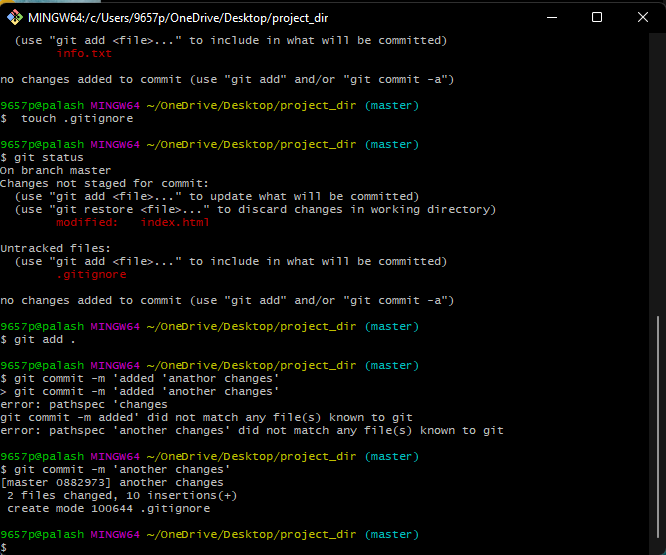 MINGW64:/c/Users/9657p/OneDrive/Desktop/project_dir
(use "git add <file>..." to include in what will be committed)
info.txt
no changes added to commit (use "git add" and/or "git commit -a")
9657p@palash MINGW64 ~/OneDrive/Desktop/project_dir (master)
$  touch .gitignore
9657p@palash MINGW64 ~/OneDrive/Desktop/project_dir (master)
$ git status
On branch master
Changes not staged for commit:
(use "git add <file>..." to update what will be committed)
(use "git restore <file>..." to discard changes in working directory)
modified:   index.html
Untracked files:
(use "git add <file>..." to include in what will be committed)
.gitignore
no changes added to commit (use "git add" and/or "git commit -a")
9657p@palash MINGW64 ~/OneDrive/Desktop/project_dir (master)
$ git add .
9657p@palash MINGW64 ~/OneDrive/Desktop/project_dir (master)
$ git commit -m 'added 'anathor changes'
> git commit -m 'added 'another changes'
error: pathspec 'changes
git commit -m added' did not match any file(s) known to git
error: pathspec 'another changes' did not match any file(s) known to git
9657p@palash MINGW64 ~/OneDrive/Desktop/project_dir (master)
$ git commit -m 'another changes'
[master 0882973] another changes
2 files changed, 10 insertions(+)
create mode 100644 .gitignore
9657p@palash MINGW64 ~/OneDrive/Desktop/project_dir (master)
$